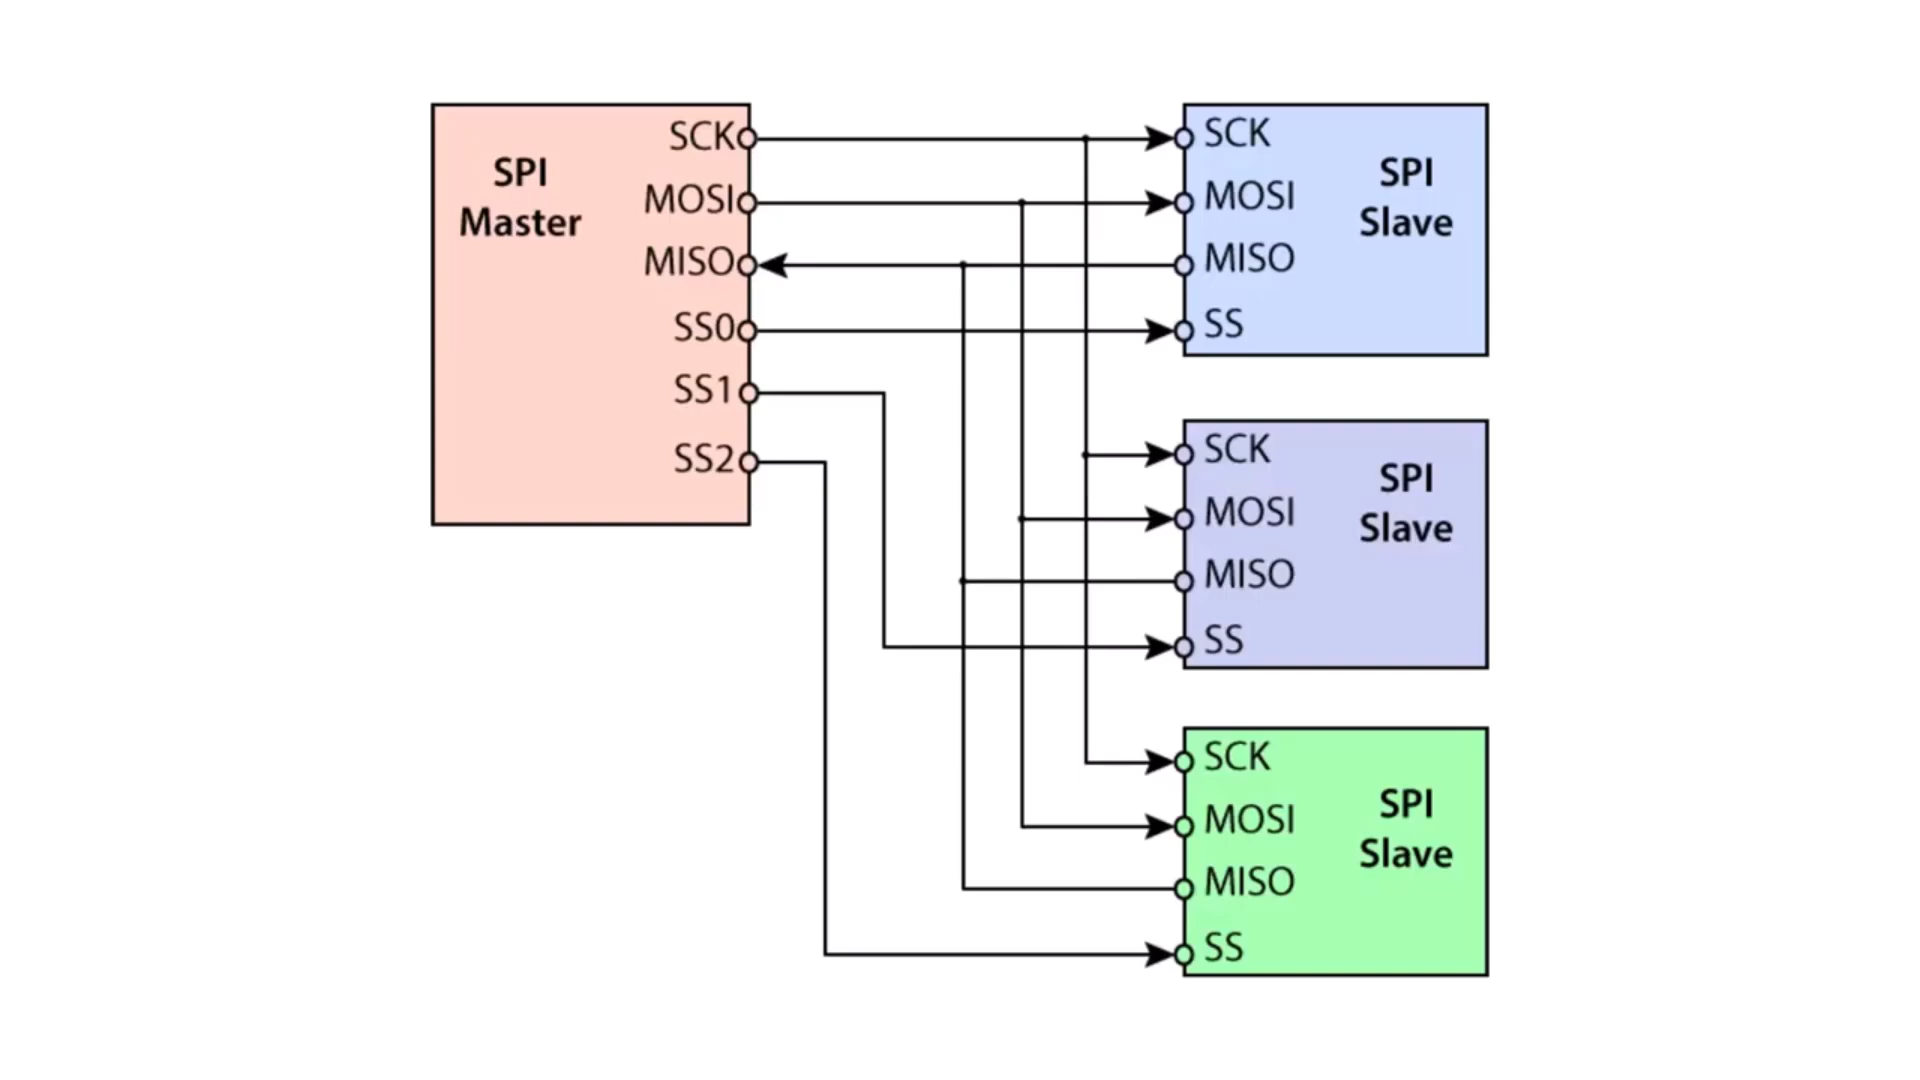 SPI
Master
SCK
MOSI
MISO
SS0
SS1
SS2
SCK
MOSI
MISO
SS
SPI
Slave
SCK
MOSI
MISO
SS
SPI
Slave
SCK
MOSI
MISO
SS
SPI
Slave